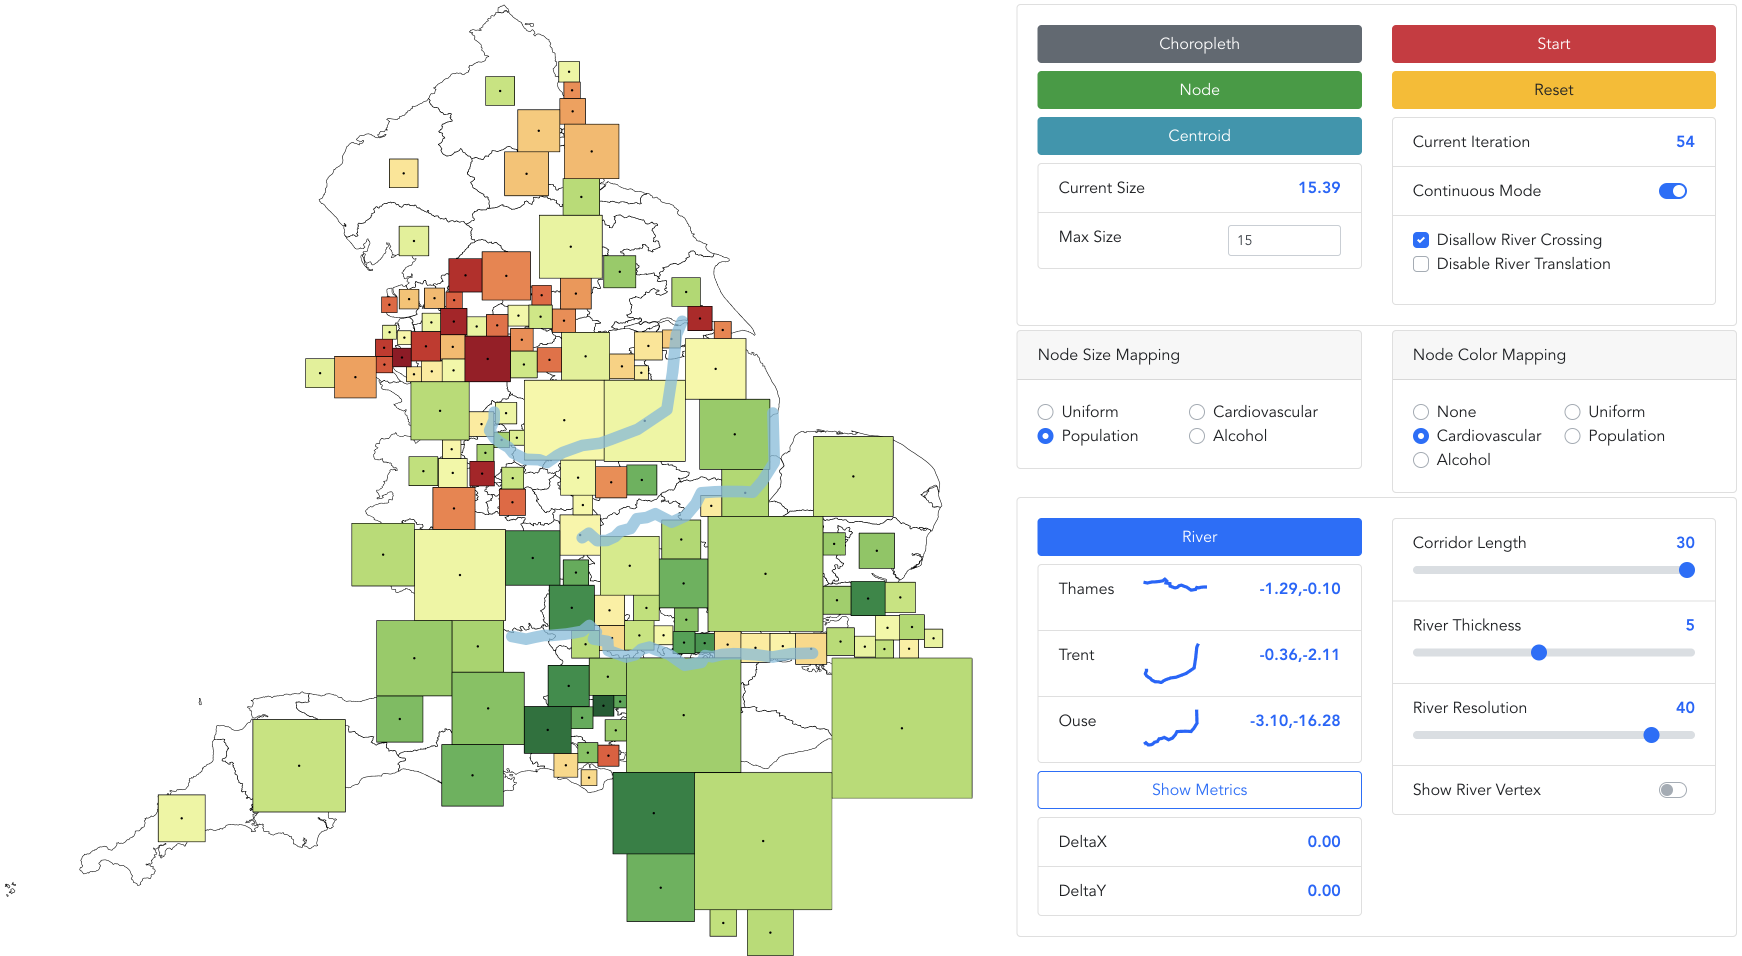 Choropleth
Start
Node
Reset
Centroid
Current Iteration 54
Current Size 15.39
Continuous Mode
Max Size 15
Disallow River Crossing
Disable River Translation
Node Size Mapping
Uniform Cardiovascular
Population Alcohol
Node Color Mapping
None Uniform
Cardiovascular Population
Alcohol
River
Thames -1.29,-0.10
Trent -0.36,-2.11
Ouse -3.10,-16.28
Show Metrics
DeltaX 0.00
DeltaY 0.00
Corridor Length 30
River Thickness 5
River Resolution 40
Show River Vertex